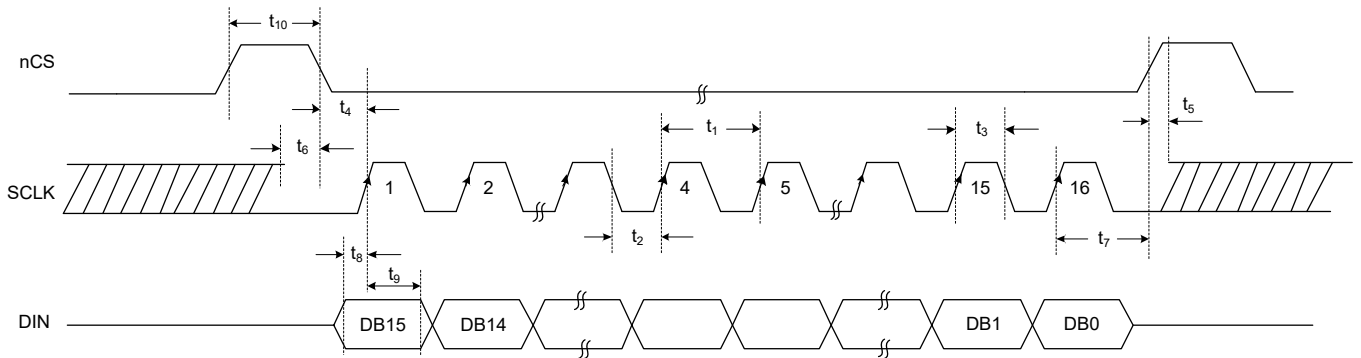 t10
nCS
t4
t5
t1
t3
t6
SCLK
1
2
4
5
15
16
t2
t7
t8
t9
DIN
DB15
DB14
DB1
DB0